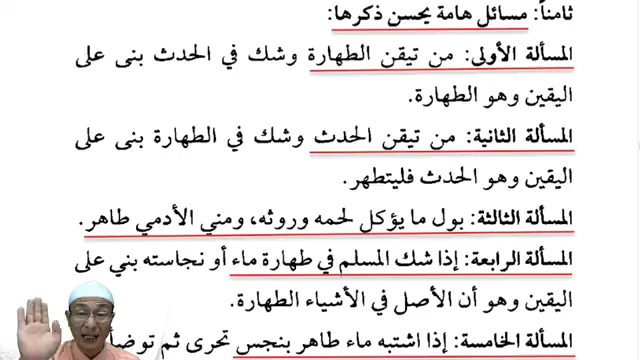 ثامناً: مسائل هامة يحسن ذكرها:
المسألة الأولى: من تيقن الطهارة وشك في الحدث بنى على
اليقين وهو الطهارة.
المسألة الثانية: من تيقن الحدث وشك في الطهارة بنى على
اليقين وهو الحدث فليتطهر.
المسألة الثالثة: بول ما يؤكل لحمه وروثه، ومني الأدمي طاهر.
المسألة الرابعة: إذا شك المسلم في طهارة ماء أو نجاسته بني على
اليقين وهو أن الأصل في الأشياء الطهارة.
المسألة الخامسة: إذا اشتبه ماء طاهر بنجس تحرى ثم توضأ